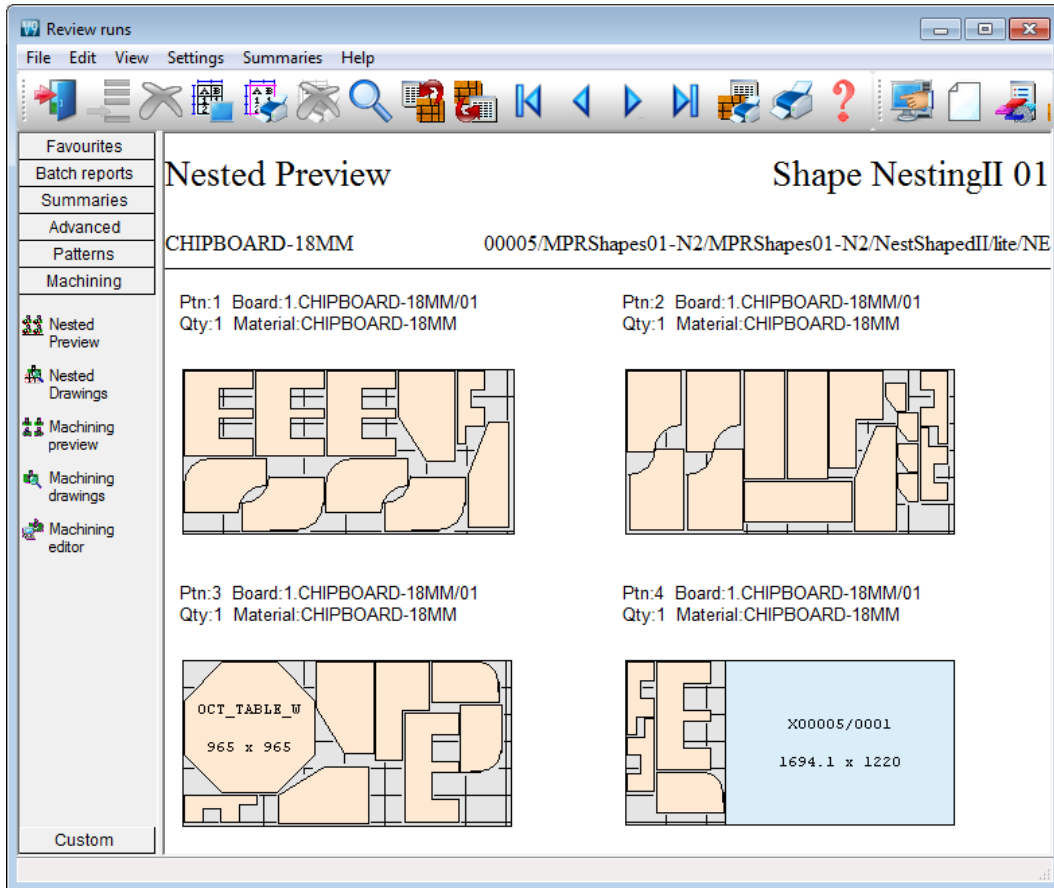 Review runs
File Edit View Settings Summaries Help
Favourites
Batch reports
Summaries
Advanced
Patterns
Machining
Nested
Preview
Nested
Drawings
Machining
preview
Machining
drawings
Machining
editor
Custom
Nested Preview Shape NestingII 01
CHIPBOARD-18MM 00005/MPRShapes01-N2/MPRShapes01-N2/NestShapedII/lite/NE
Ptn:1 Board:1.CHIPBOARD-18MM/01
Qty:1 Material:CHIPBOARD-18MM
Ptn:2 Board:1.CHIPBOARD-18MM/01
Qty:1 Material:CHIPBOARD-18MM
Ptn:3 Board:1.CHIPBOARD-18MM/01
Qty:1 Material:CHIPBOARD-18MM
OCT_TABLE_W
965 x 965
Ptn:4 Board:1.CHIPBOARD-18MM/01
Qty:1 Material:CHIPBOARD-18MM
X00005/0001
1694.1 x 1220